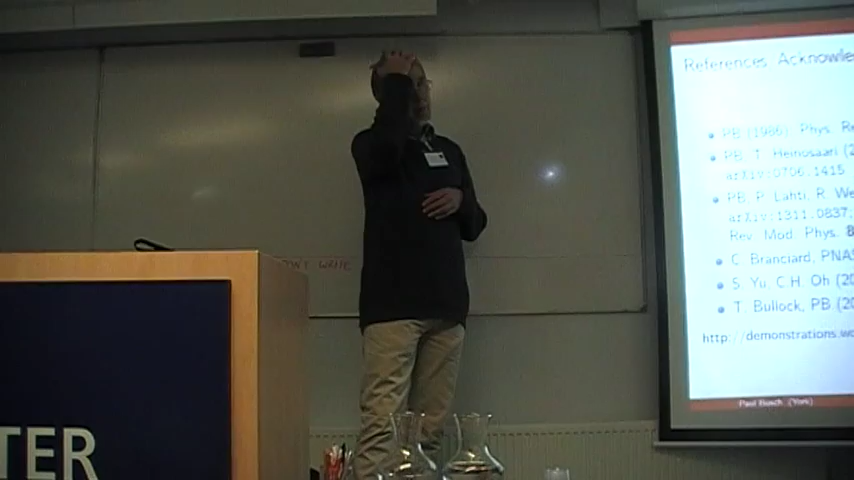 References Acknowle
PB (1986) Phys. Re
PB, T. Heinosaari (2
arXiv:0706.1415
PB, P. Lahti, R. We
arXiv:1311.0837;
Rev. Mod. Phys. 8
C. Branciard, PNAS
S. Yu, C.H. Oh (20
T. Bullock, PB (20
http://demonstrations.wo
Paul Busch (York)
WRITE
TER